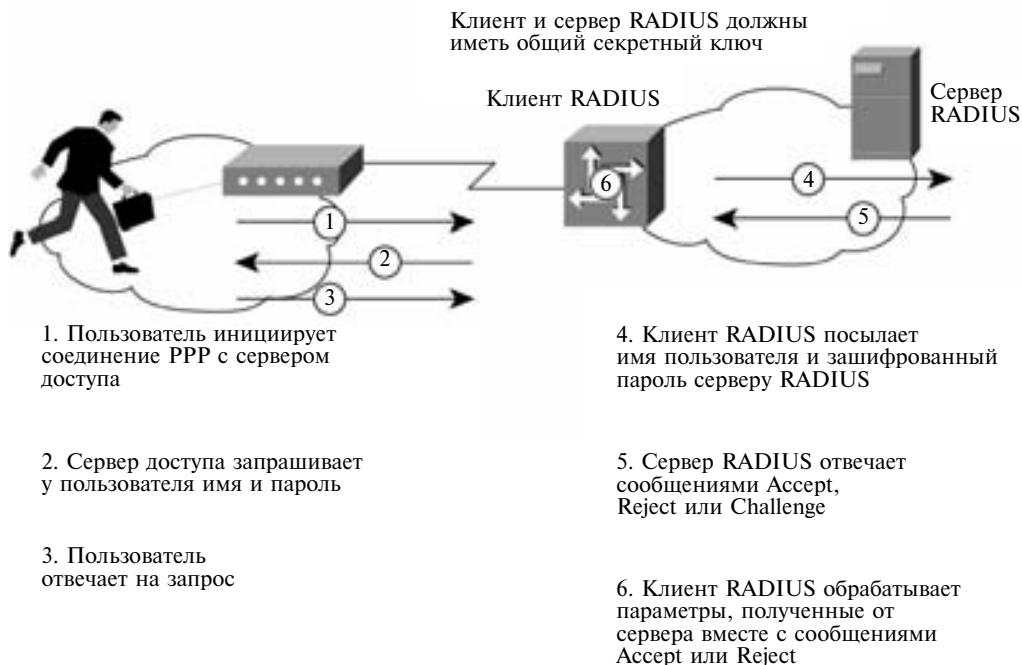 Клиент и сервер RADIUS должны
иметь общий секретный ключ
Клиент RADIUS
Сервер
RADIUS
6
4
5
1
2
3
1. Пользователь инициирует
соединение PPP с сервером
доступа
2. Сервер доступа запрашивает
у пользователя имя и пароль
3. Пользователь
отвечает на запрос
4. Клиент RADIUS посылает
имя пользователя и зашифрованный
пароль серверу RADIUS
5. Сервер RADIUS отвечает
сообщениями Accept,
Reject или Challenge
6. Клиент RADIUS обрабатывает
параметры, полученные от
сервера вместе с сообщениями
Accept или Reject